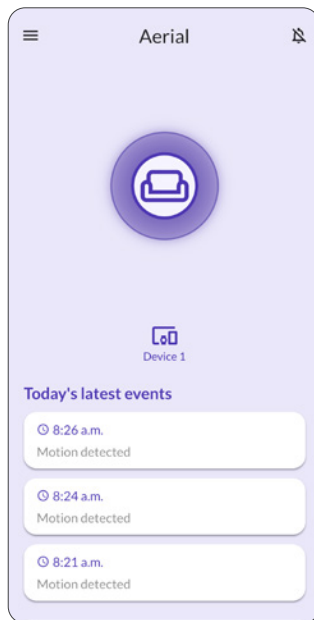 Aerial
Device 1
Today's latest events
8:26 a.m.
Motion detected
8:24 a.m.
Motion detected
8:21 a.m.
Motion detected